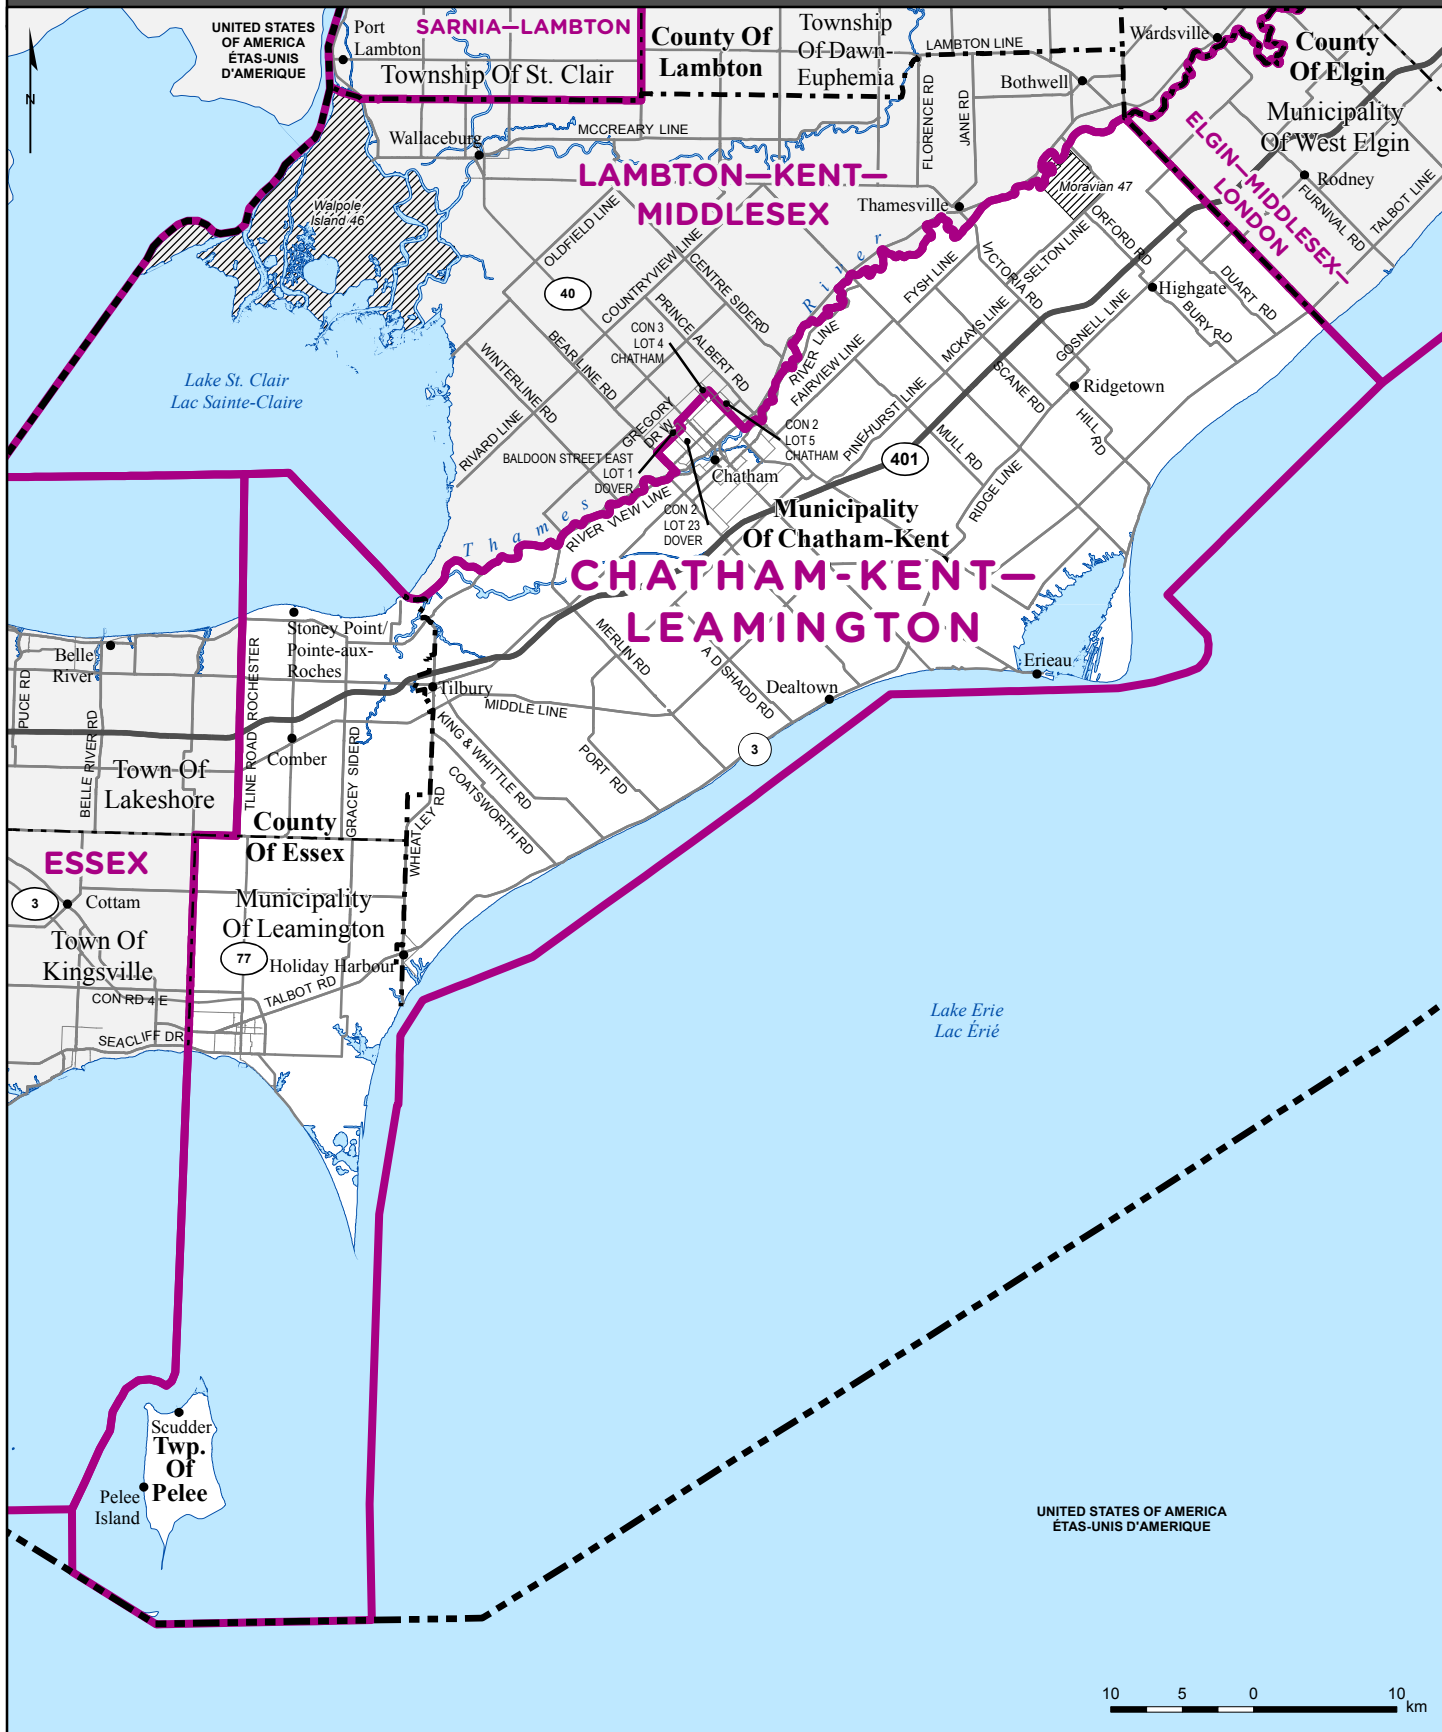 UNITED STATES
OF AMERICA
ÉTAS-UNIS
D'AMERIQUE
Port
Lambton
SARNIA—LAMBTON
Township Of St. Clair
County Of
Lambton
Township
Of Dawn-
Euphemia
LAMBTON LINE
Wardsville
County
Of Elgin
Bothwell
Municipality
Of West Elgin
N
Wallaceburg
MCCREARY LINE
FLORENCE RD
JANE RD
ELGIN—MIDDLESEX—
LONDON
Rodney
FURNIVAL RD
TALBOT LINE
LAMBTON—KENT—
MIDDLESEX
Moravian 47
Thamesville
Walpole
Island 46
OLDFIELD LINE
COUNTRYVIEW LINE
CENTRE SIDERD
PRINCE ALBERT RD
River
ORFORD RD
SELTON LINE
VICTORIA RD
FYSH LINE
DUART RD
Highgate
BURY RD
40
CON 3
LOT 4
CHATHAM
BEAR LINE RD
WINTERLINE RD
RIVARD LINE
RIVER LINE
FAIRVIEW LINE
MCKAYS LINE
GOSNELL LINE
SCANE RD
Ridgetown
HILL RD
Lake St. Clair
Lac Sainte-Claire
GREGORY
DR W
PINEHURST LINE
MULL RD
RIDGE LINE
CON 2
LOT 5
CHATHAM
BALDOON STREET EAST
LOT 1
DOVER
Chatham
401
CON 2
LOT 23
DOVER
Thames
RIVER VIEW LINE
Municipality
Of Chatham-Kent
CHATHAM-KENT—
LEAMINGTON
Stoney Point/
Pointe-aux-
Roches
Belle
River
PUCE RD
BELLE RIVER RD
TLINE ROAD ROCHESTER
Tilbury
MIDDLE LINE
MERLIN RD
A D SHADD RD
Dealtown
Erieau
3
Comber
GRACEY SIDERD
KING & WHITTLE RD
COATSWORTH RD
PORT RD
WHEATLEY RD
Town Of
Lakeshore
County
Of Essex
ESSEX
3
Cottam
Municipality
Of Leamington
Town Of
Kingsville
77
Holiday Harbour
TALBOT RD
CON RD 4 E
SEACLIFF DR
Lake Erie
Lac Érié
Scudder
Twp.
Of
Pelee
Pelee
Island
UNITED STATES OF AMERICA
ÉTAS-UNIS D'AMERIQUE
10 5 0 10
km